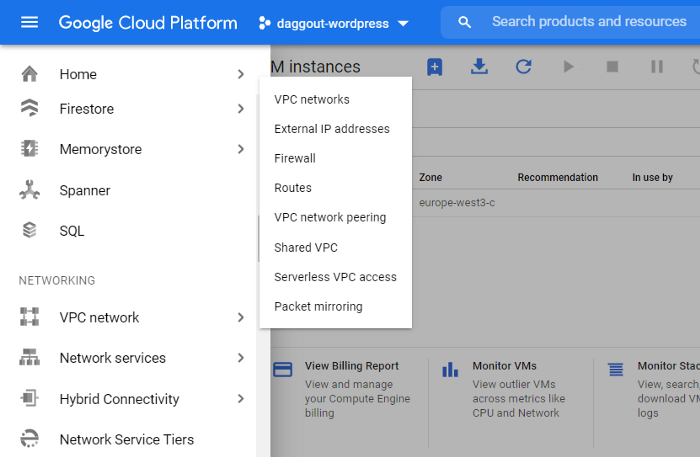 Google Cloud Platform
daggout-wordpress
Search products and resources
Home
Firestore
Memorystore
Spanner
SQL
NETWORKING
VPC network
Network services
Hybrid Connectivity
Network Service Tiers
VPC networks
External IP addresses
Firewall
Routes
VPC network peering
Shared VPC
Serverless VPC access
Packet mirroring
M instances
Zone
Recommendation
In use by
europe-west3-c
View Billing Report
View and manage
your Compute Engine
billing
Monitor VMs
View outlier VMs
across metrics like
CPU and Network
Monitor Stac
View, search,
download VM
logs